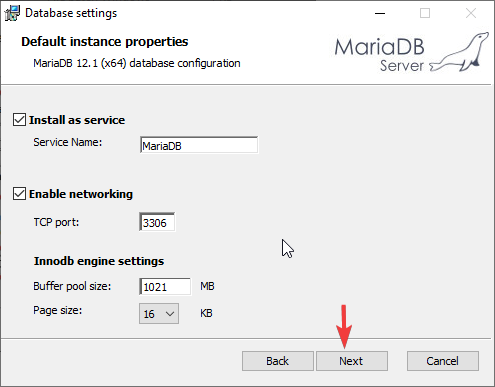 Database settings
Default instance properties
MariaDB 12.1 (x64) database configuration
MariaDB
Server
Install as service
Service Name: MariaDB
Enable networking
TCP port: 3306
Innodb engine settings
Buffer pool size: 1021 MB
Page size: 16 KB
Back Next Cancel